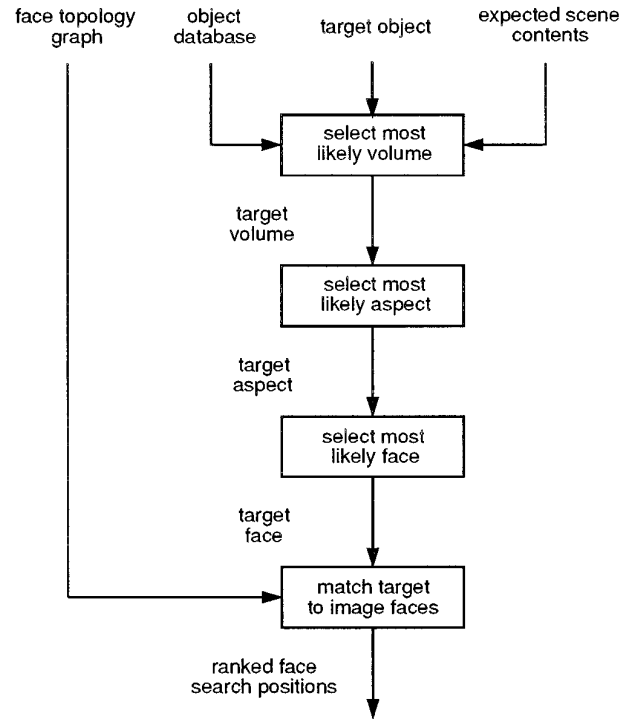 face topology
graph
object
database
target object
expected scene
contents
select most
likely volume
target
volume
select most
likely aspect
target
aspect
select most
likely face
target
face
match target
to image faces
ranked face
search positions